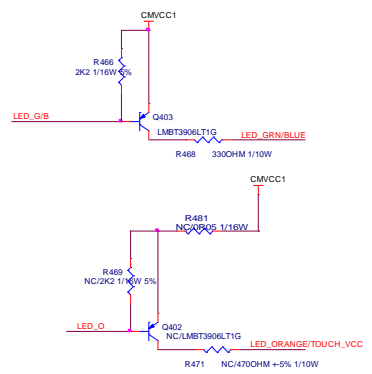 CMVCC1
R466
2K2 1/16W 5%
LED_G/B
Q403
LMBT3906LT1G
LED_GRN/BLUE
R468 330OHM 1/10W
CMVCC1
R481
NC/0R05 1/16W
R469
NC/2K2 1/16W 5%
LED_O
Q402
NC/LMBT3906LT1G
LED_ORANGE/TOUCH_VCC
R471 NC/47OOHM +-5% 1/10W